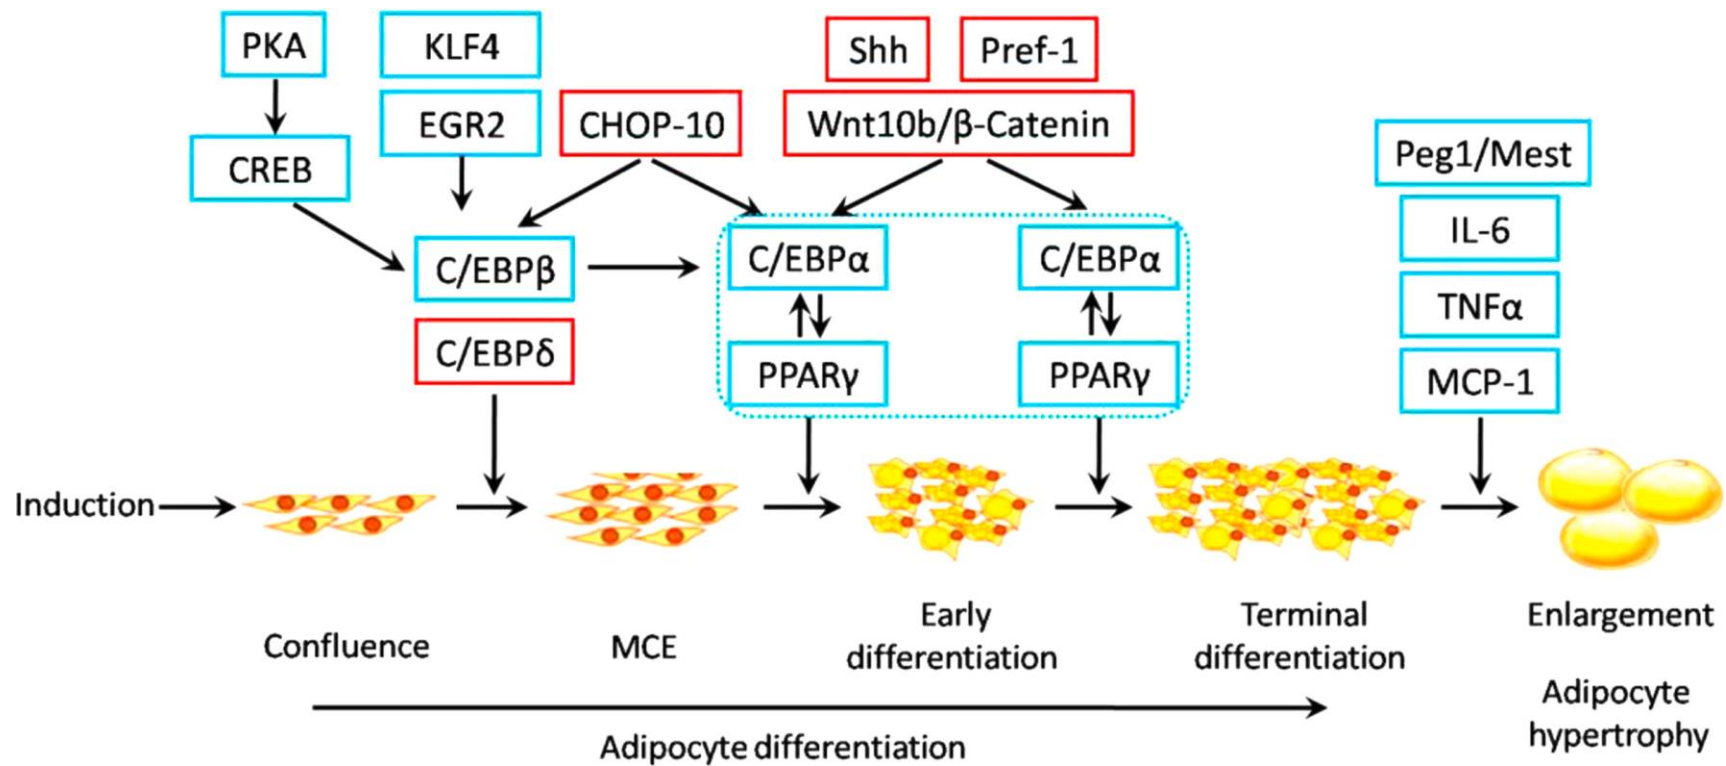 PKA
KLF4
Shh
Pref-1
CREB
EGR2
CHOP-10
Wnt10b/β-Catenin
Peg1/Mest
IL-6
TNFα
MCP-1
C/EBPβ
C/EBPδ
C/EBPα
C/EBPα
PPARγ
PPARγ
Induction
Confluence
MCE
Early
differentiation
Terminal
differentiation
Enlargement
Adipocyte
hypertrophy
Adipocyte differentiation